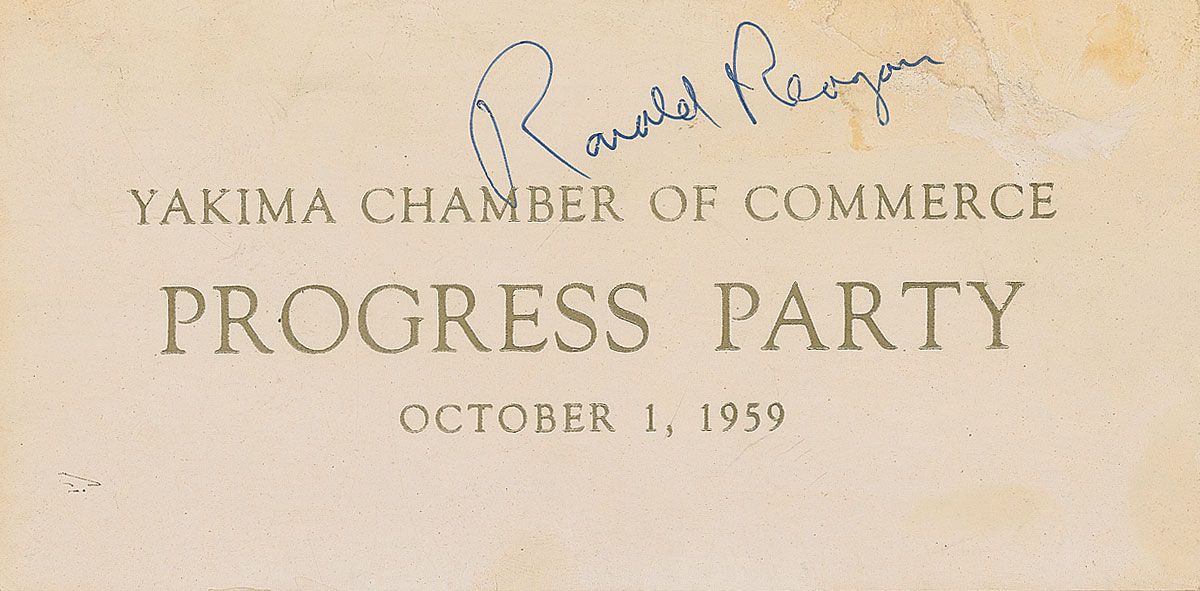 Ronald Reagan
YAKIMA CHAMBER OF COMMERCE
PROGRESS PARTY
OCTOBER 1, 1959